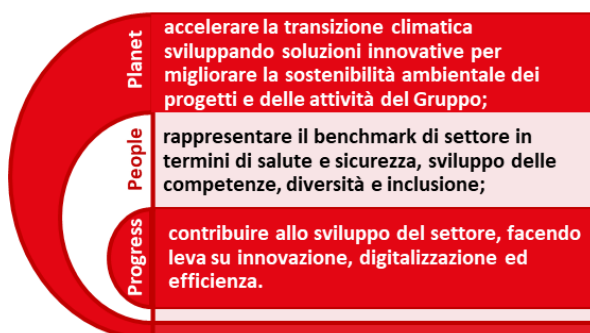 Planet
accelerare la transizione climatica
sviluppando soluzioni innovative per
migliorare la sostenibilità ambientale dei
progetti e delle attività del Gruppo;
People
rappresentare il benchmark di settore in
termini di salute e sicurezza, sviluppo delle
competenze, diversità e inclusione;
Progress
contribuire allo sviluppo del settore, facendo
leva su innovazione, digitalizzazione ed
efficienza.